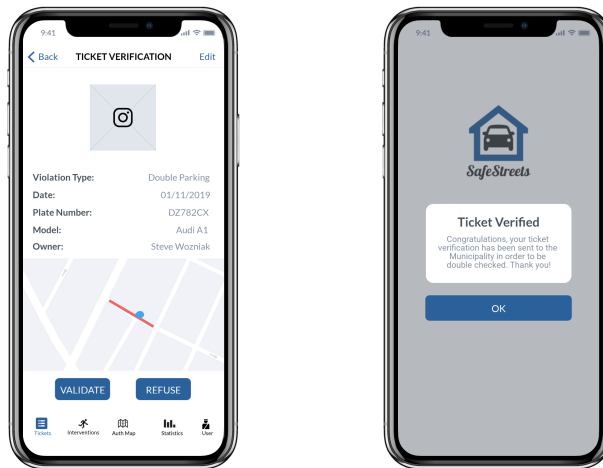 9:41
Back TICKET VERIFICATION Edit
Violation Type: Double Parking
Date: 01/11/2019
Plate Number: DZ782CX
Model: Audi A1
Owner: Steve Wozniak
VALIDATE REFUSE
Tickets Interventions Auth Map Statistics User
9:41
SafeStreets
Ticket Verified
Congratulations, your ticket
verification has been sent to the
Municipality in order to be
double checked. Thank you!
OK